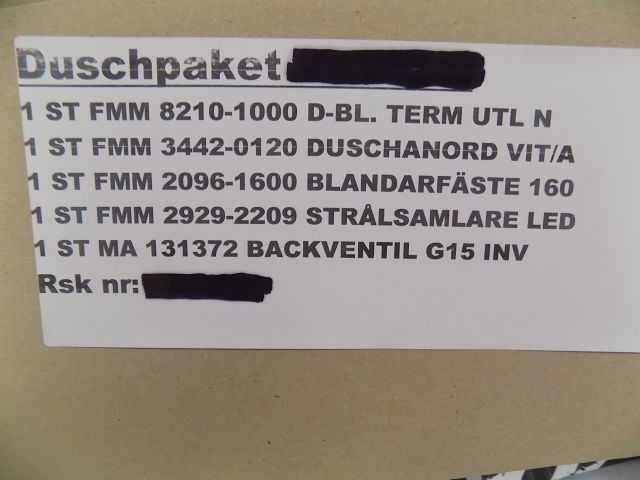 Duschpaket
1 ST FMM 8210-1000 D-BL. TERM UTL N
1 ST FMM 3442-0120 DUSCHANORD VIT/A
1 ST FMM 2096-1600 BLANDARFÄSTE 160
1 ST FMM 2929-2209 STRÅLSAMLARE LED
1 ST MA 131372 BACKVENTIL G15 INV
Rsk nr: